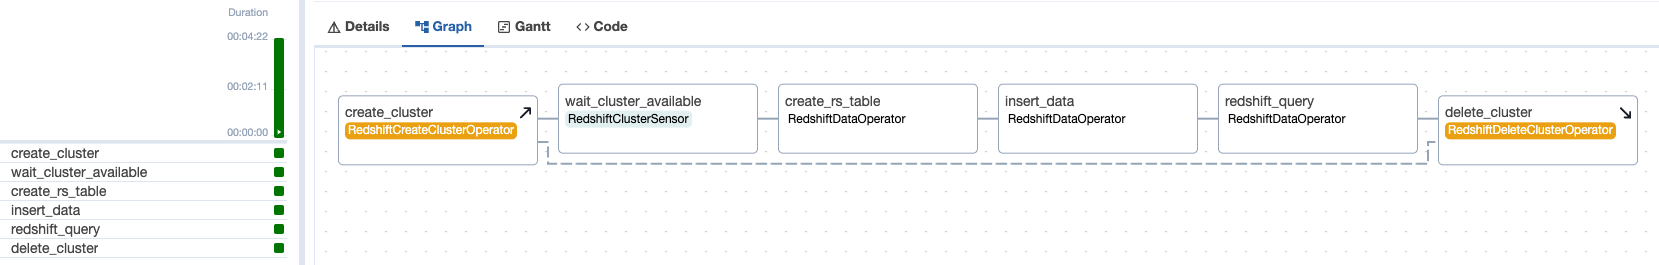 Duration
00:04:22
00:02:11
00:00:00
create_cluster
wait_cluster_available
create_rs_table
insert_data
redshift_query
delete_cluster
Details
Graph
Gantt
Code
create_cluster
RedshiftCreateClusterOperator
wait_cluster_available
RedshiftClusterSensor
create_rs_table
RedshiftDataOperator
insert_data
RedshiftDataOperator
redshift_query
RedshiftDataOperator
delete_cluster
RedshiftDeleteClusterOperator